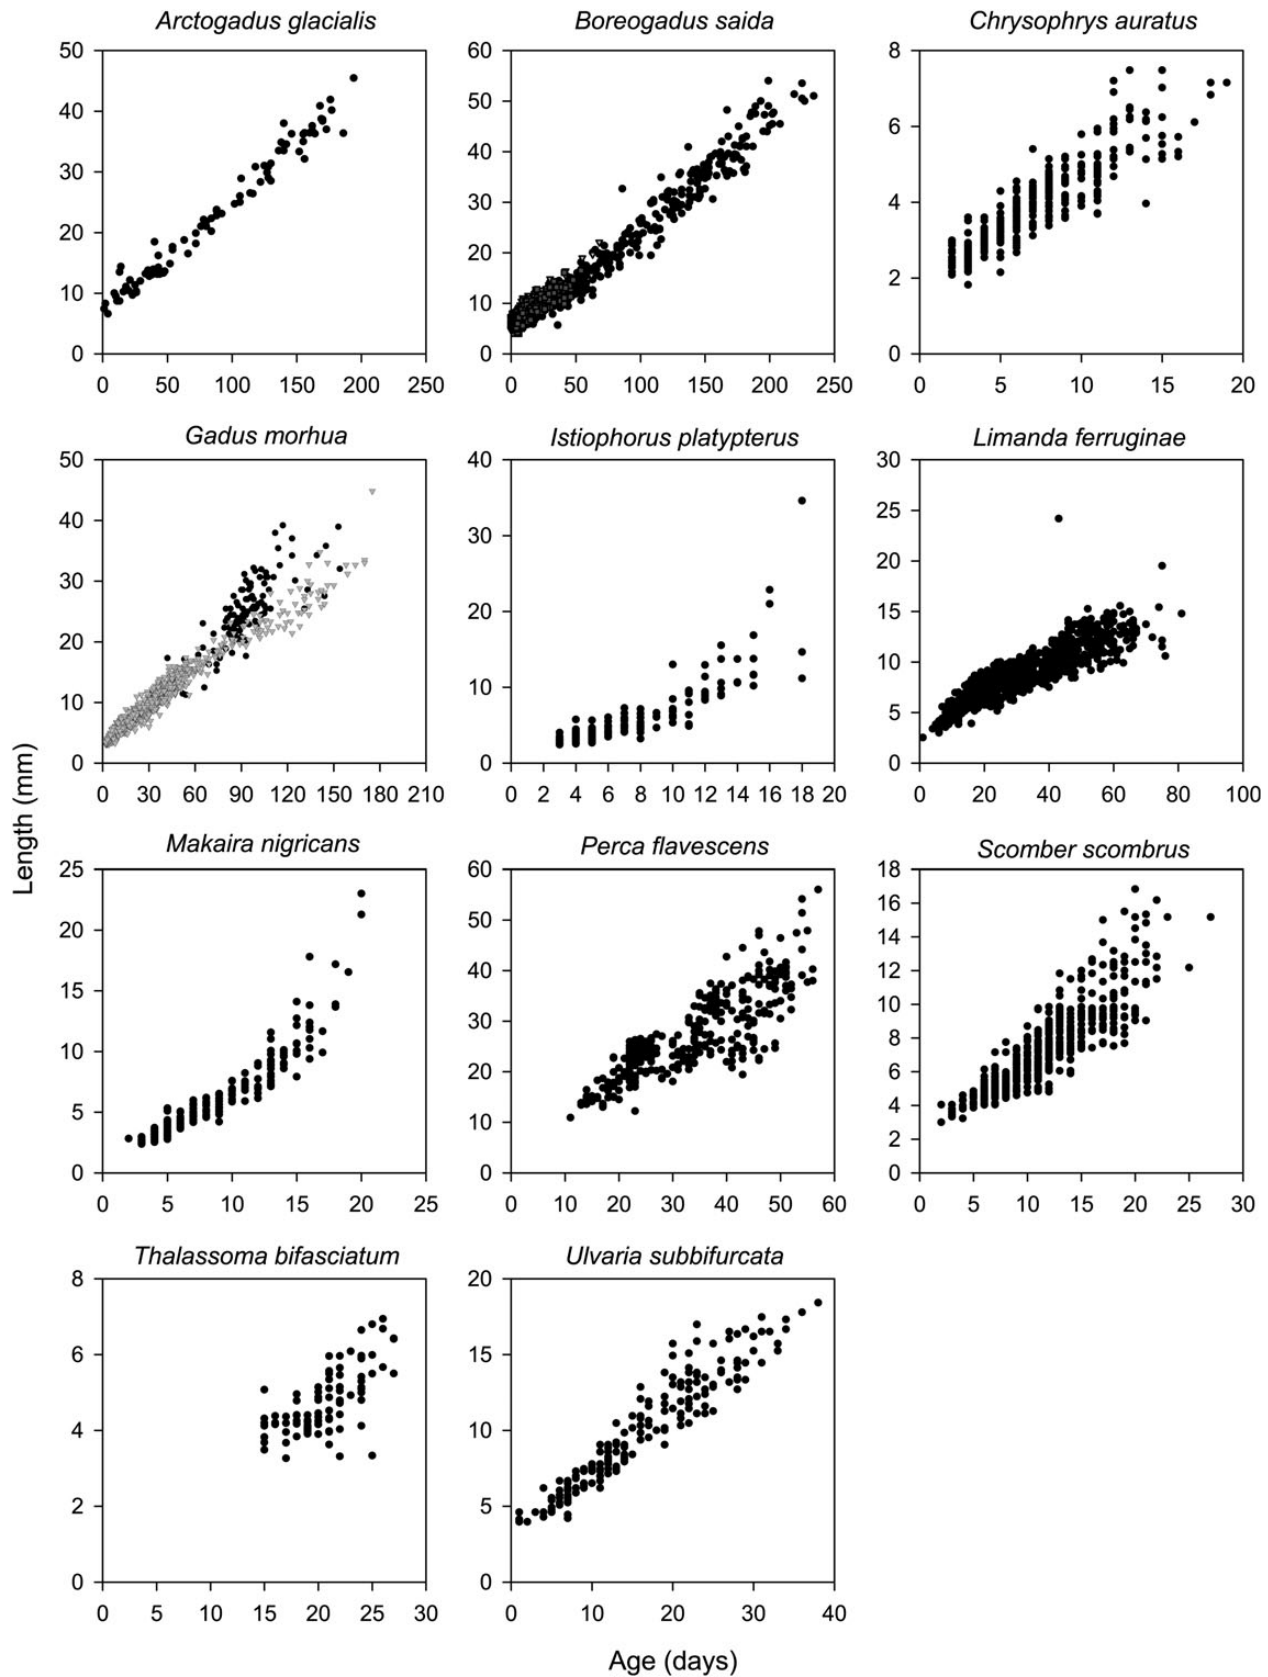 Arctogadus glacialis
Boreogadus saida
Chrysophrys auratus
50
40
30
20
10
0
0 50 100 150 200 250
60
50
40
30
20
10
0
0 50 100 150 200 250
8
6
4
2
0
0 5 10 15 20
Gadus morhua
Istiophorus platypterus
Limanda ferruginae
50
40
30
20
10
0
0 30 60 90 120 150 180 210
40
30
20
10
0
0 2 4 6 8 10 12 14 16 18 20
30
25
20
15
10
5
0
0 20 40 60 80 100
Length (mm)
Makaira nigricans
Perca flavescens
Scomber scombrus
25
20
15
10
5
0
0 5 10 15 20 25
60
50
40
30
20
10
0
0 10 20 30 40 50 60
18
16
14
12
10
8
6
4
2
0
0 5 10 15 20 25 30
Thalassoma bifasciatum
Ulvaria subbifurcata
8
6
4
2
0
0 5 10 15 20 25 30
20
15
10
5
0
0 10 20 30 40
Age (days)